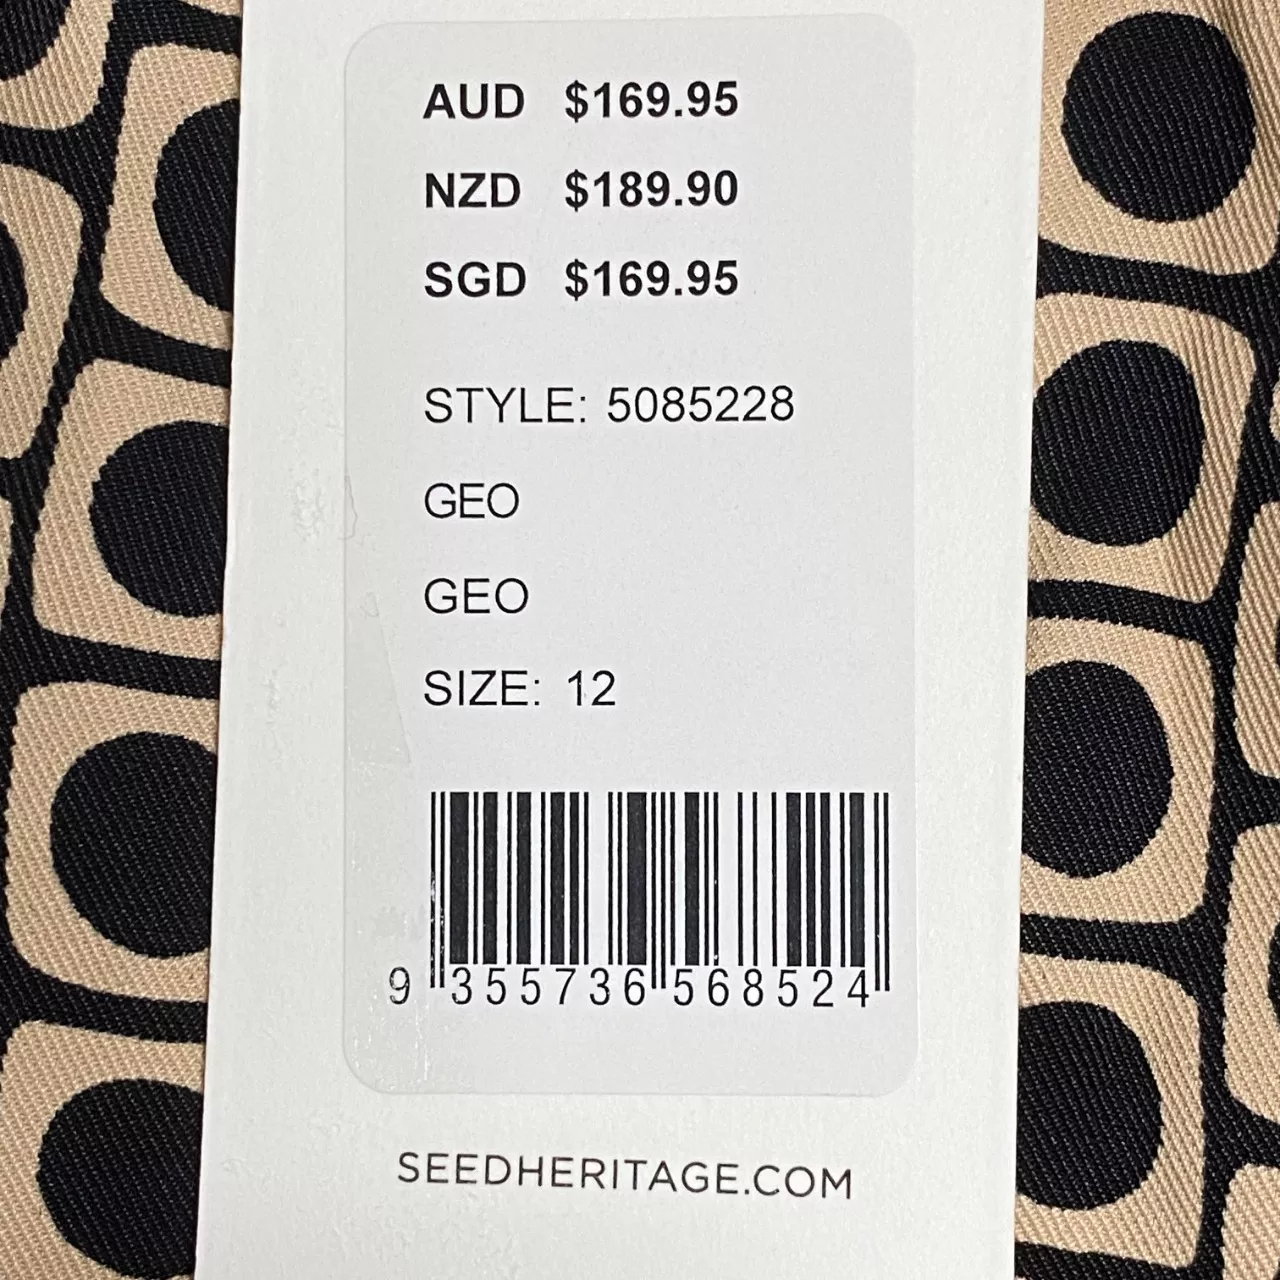 AUD $169.95
NZD $189.90
SGD $169.95
STYLE: 5085228
GEO
GEO
SIZE: 12
9 355736 568524
SEEDHERITAGE.COM